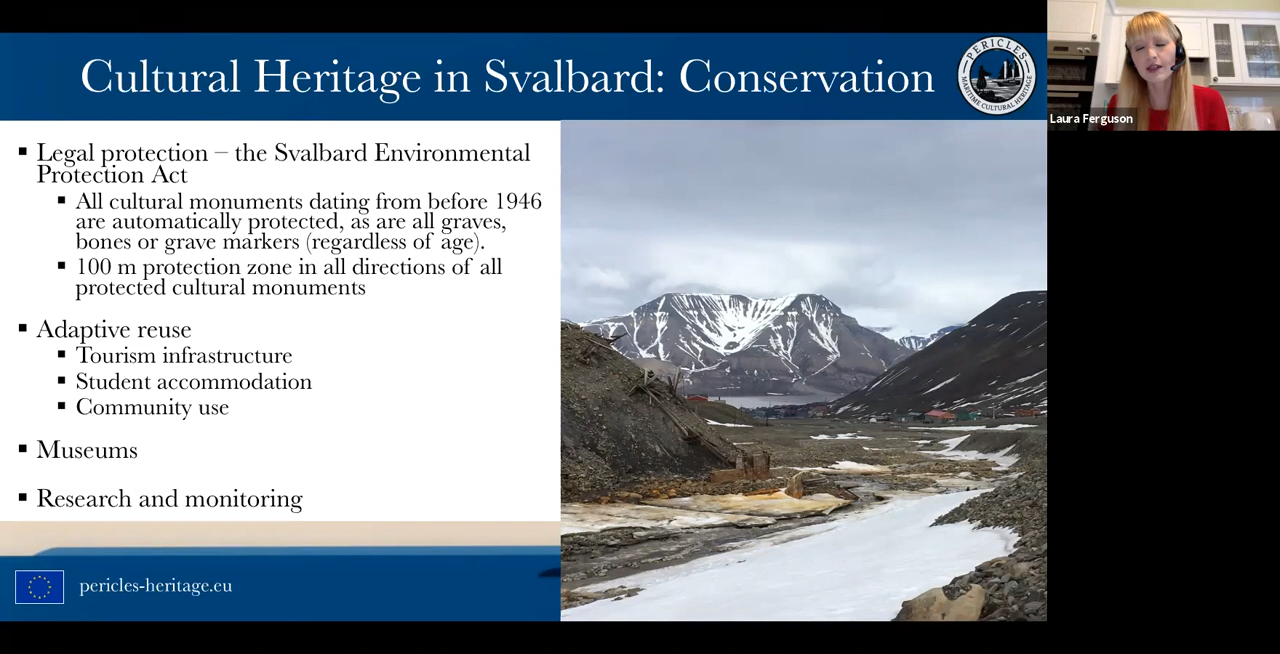 Cultural Heritage in Svalbard: Conservation
PERICLES
MARITIME CULTURAL HERITAGE
Laura Ferguson
▪ Legal protection – the Svalbard Environmental
Protection Act
▪ All cultural monuments dating from before 1946
are automatically protected, as are all graves,
bones or grave markers (regardless of age).
▪ 100 m protection zone in all directions of all
protected cultural monuments
▪ Adaptive reuse
▪ Tourism infrastructure
▪ Student accommodation
▪ Community use
▪ Museums
▪ Research and monitoring
pericles-heritage.eu